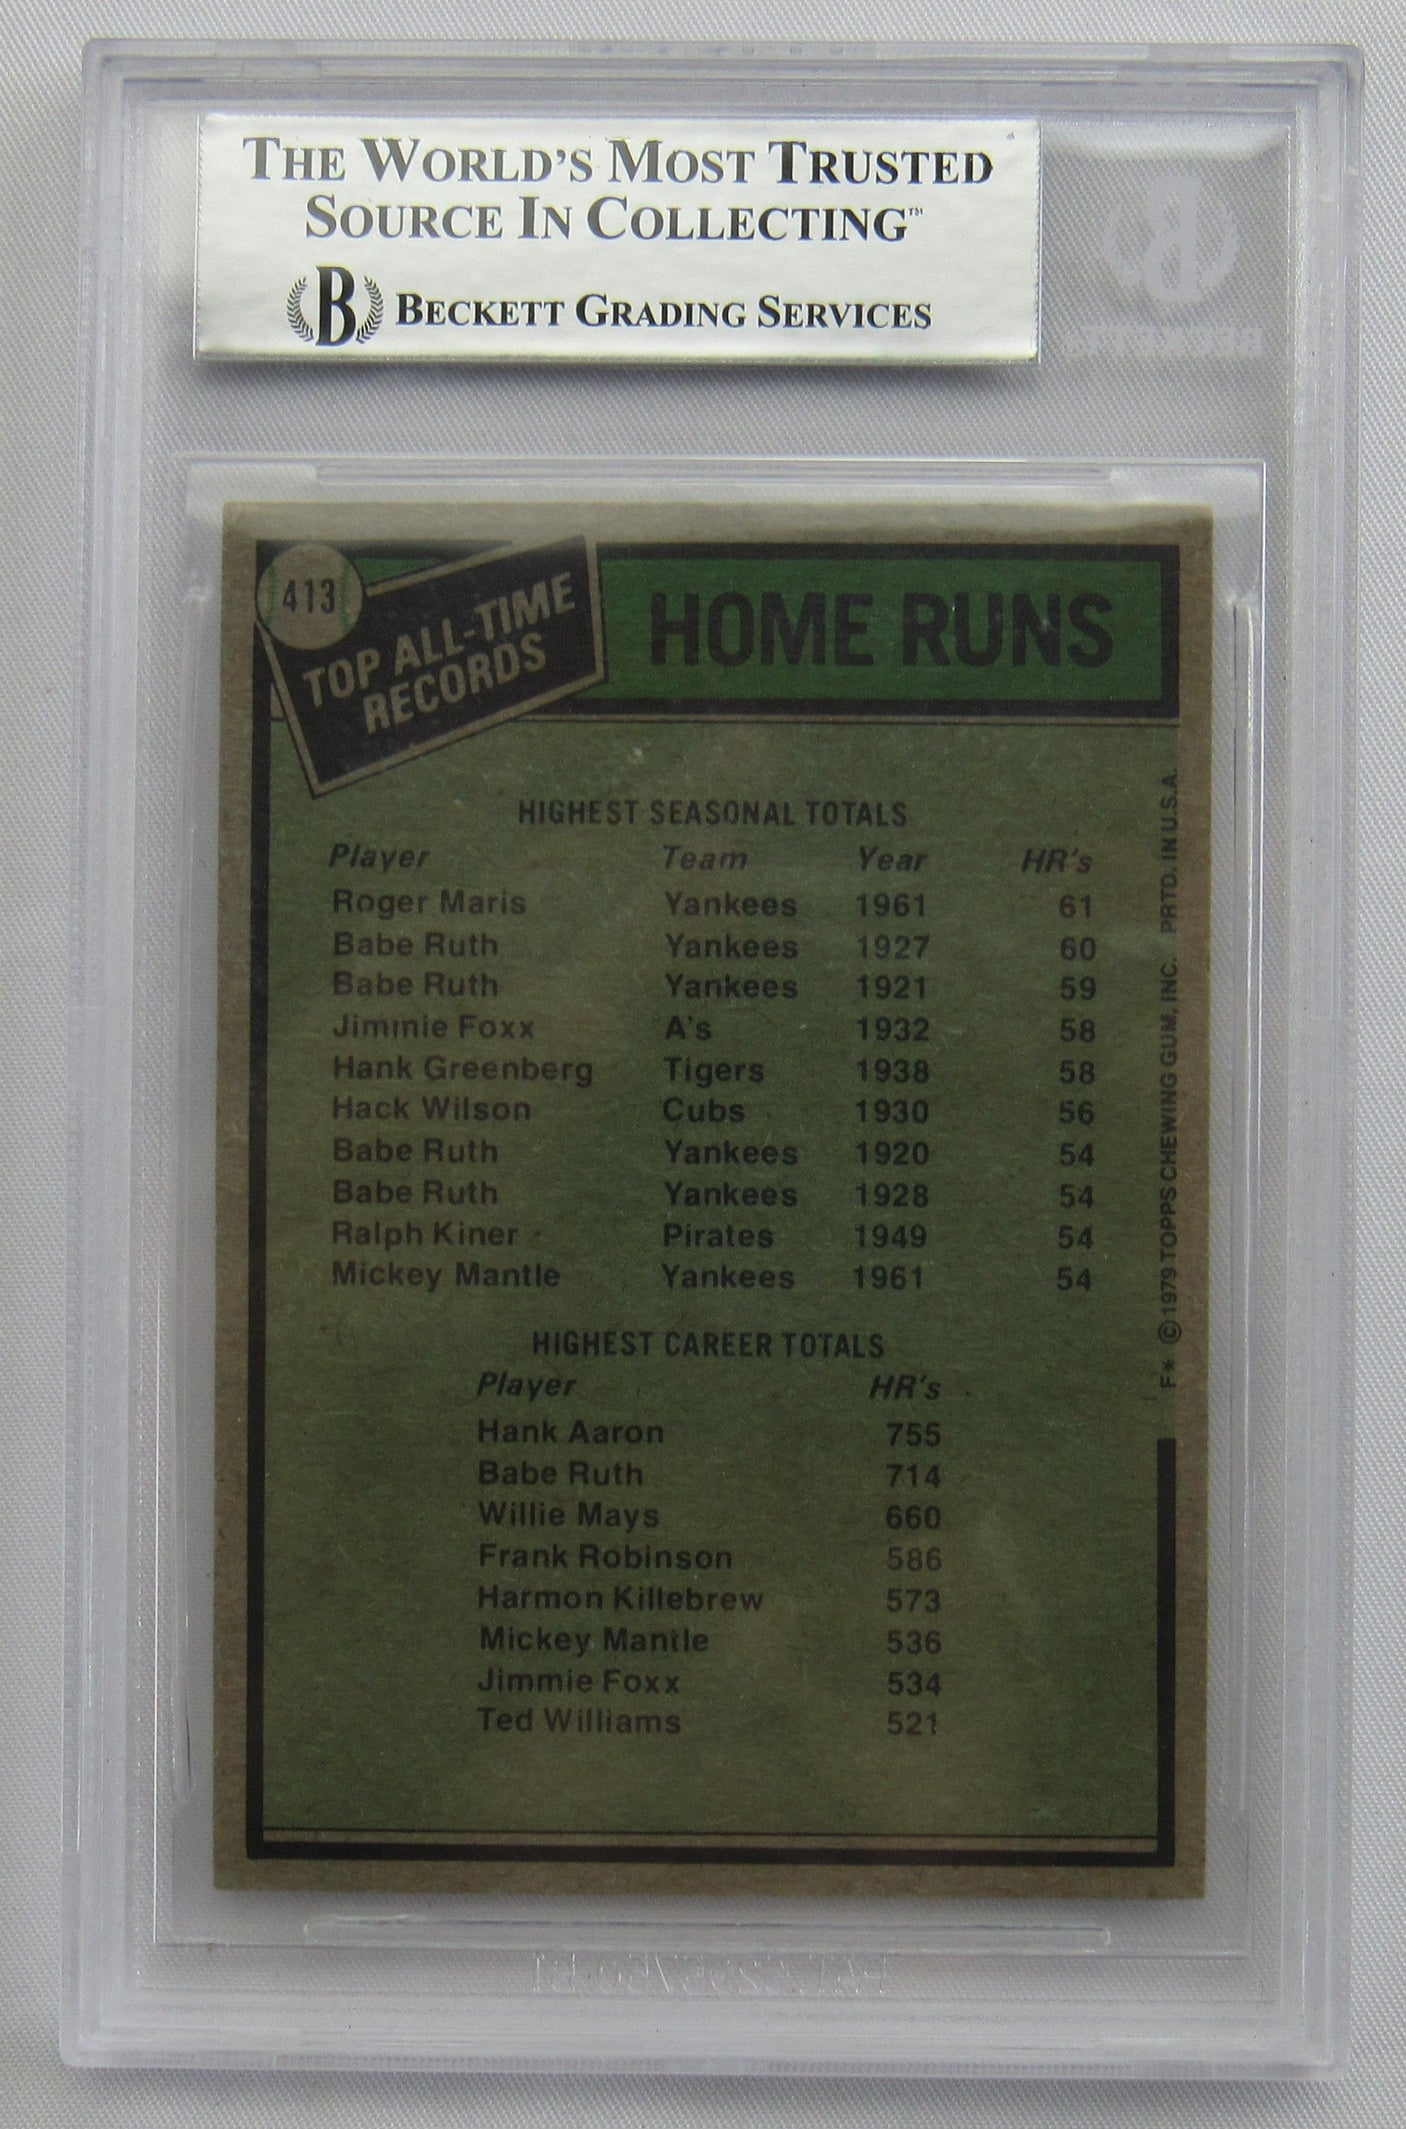 THE WORLD'S MOST TRUSTED
SOURCE IN COLLECTING™
B BECKETT GRADING SERVICES
413
TOP ALL-TIME
RECORDS
HOME RUNS
HIGHEST SEASONAL TOTALS
Player Team Year HR's
Roger Maris Yankees 1961 61
Babe Ruth Yankees 1927 60
Babe Ruth Yankees 1921 59
Jimmie Foxx A's 1932 58
Hank Greenberg Tigers 1938 58
Hack Wilson Cubs 1930 56
Babe Ruth Yankees 1920 54
Babe Ruth Yankees 1928 54
Ralph Kiner Pirates 1949 54
Mickey Mantle Yankees 1961 54
HIGHEST CAREER TOTALS
Player HR's
Hank Aaron 755
Babe Ruth 714
Willie Mays 660
Frank Robinson 586
Harmon Killebrew 573
Mickey Mantle 536
Jimmie Foxx 534
Ted Williams 521
F* © 1979 TOPPS CHEWING GUM, INC. PRTD. IN U.S.A.